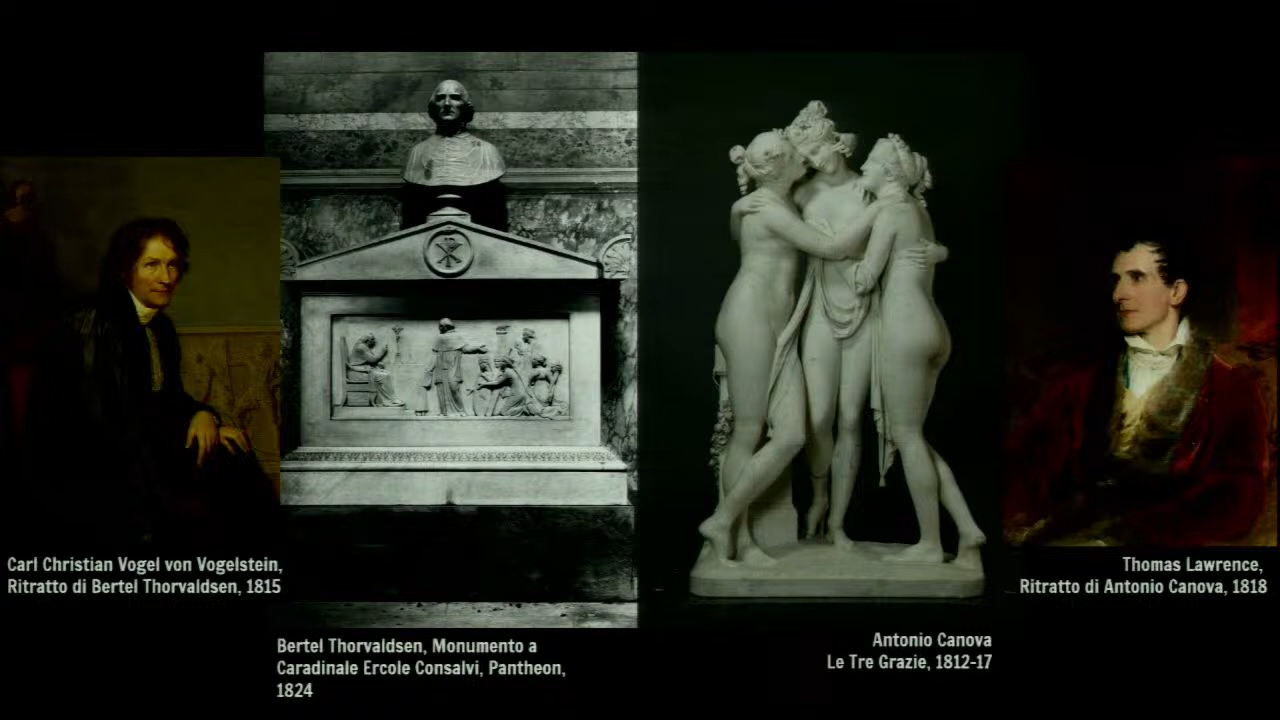 Carl Christian Vogel von Vogelstein,
Ritratto di Bertel Thorvaldsen, 1815
Bertel Thorvaldsen, Monumento a
Caradinale Ercole Consalvi, Pantheon,
1824
Antonio Canova
Le Tre Grazie, 1812-17
Thomas Lawrence,
Ritratto di Antonio Canova, 1818